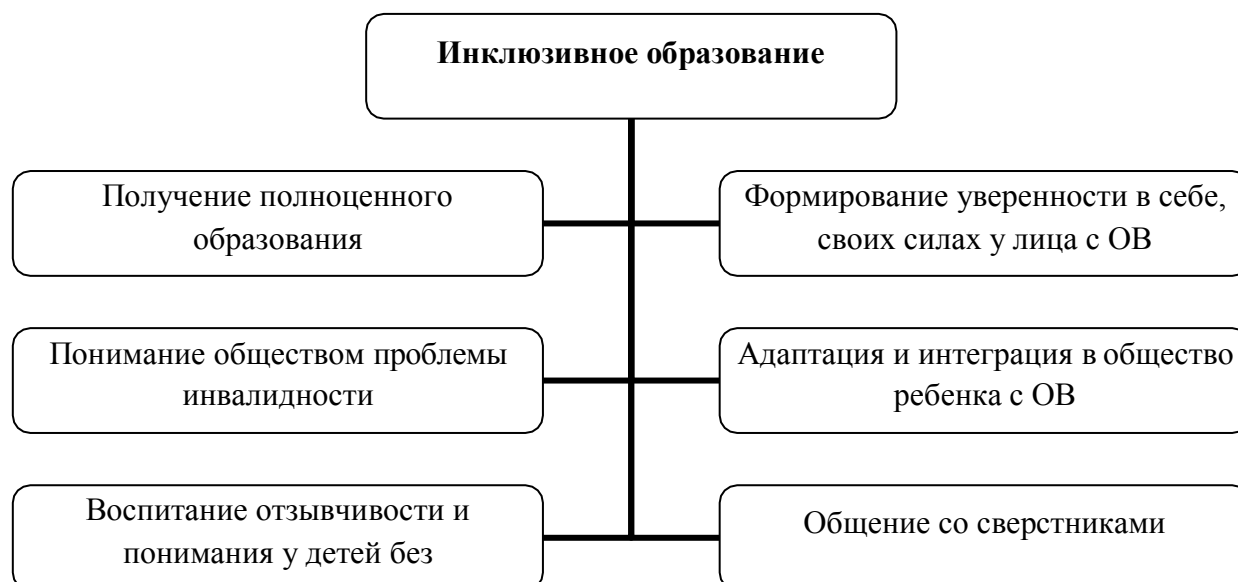 Инклюзивное образование
Получение полноценного
образования
Формирование уверенности в себе,
своих силах у лица с ОВ
Понимание обществом проблемы
инвалидности
Адаптация и интеграция в общество
ребенка с ОВ
Воспитание отзывчивости и
понимания у детей без
Общение со сверстниками